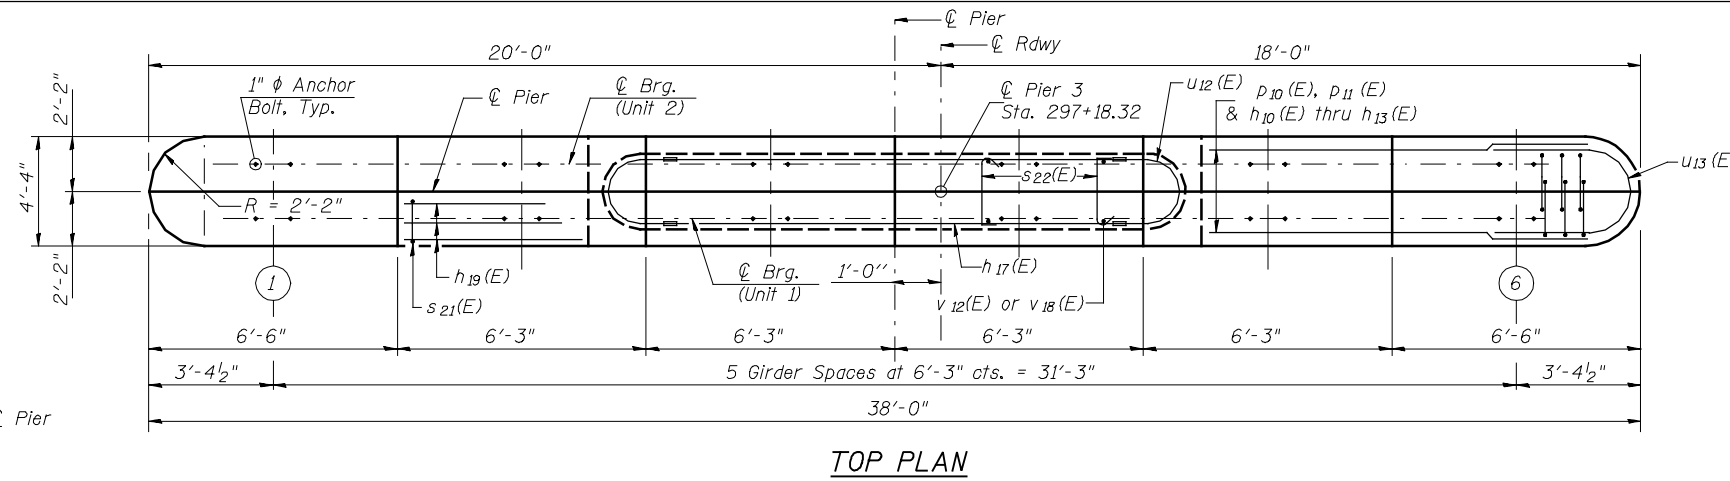 ℄ Pier
℄ Rdwy
20'-0"
18'-0"
2'-2"
1" ϕ Anchor
Bolt, Typ.
℄ Pier
℄ Brg.
(Unit 2)
℄ Pier 3
Sta. 297+18.32
u12(E)
p10(E), p11(E)
& h10(E) thru h13(E)
u13(E)
4'-4"
s22(E)
R = 2'-2"
2'-2"
1
h19(E)
s21(E)
℄ Brg.
(Unit 1)
1'-0"
h17(E)
v12(E) or v18(E)
6
6'-6"
6'-3"
6'-3"
6'-3"
6'-3"
6'-6"
3'-4½"
5 Girder Spaces at 6'-3" cts. = 31'-3"
3'-4½"
38'-0"
℄ Pier
TOP PLAN